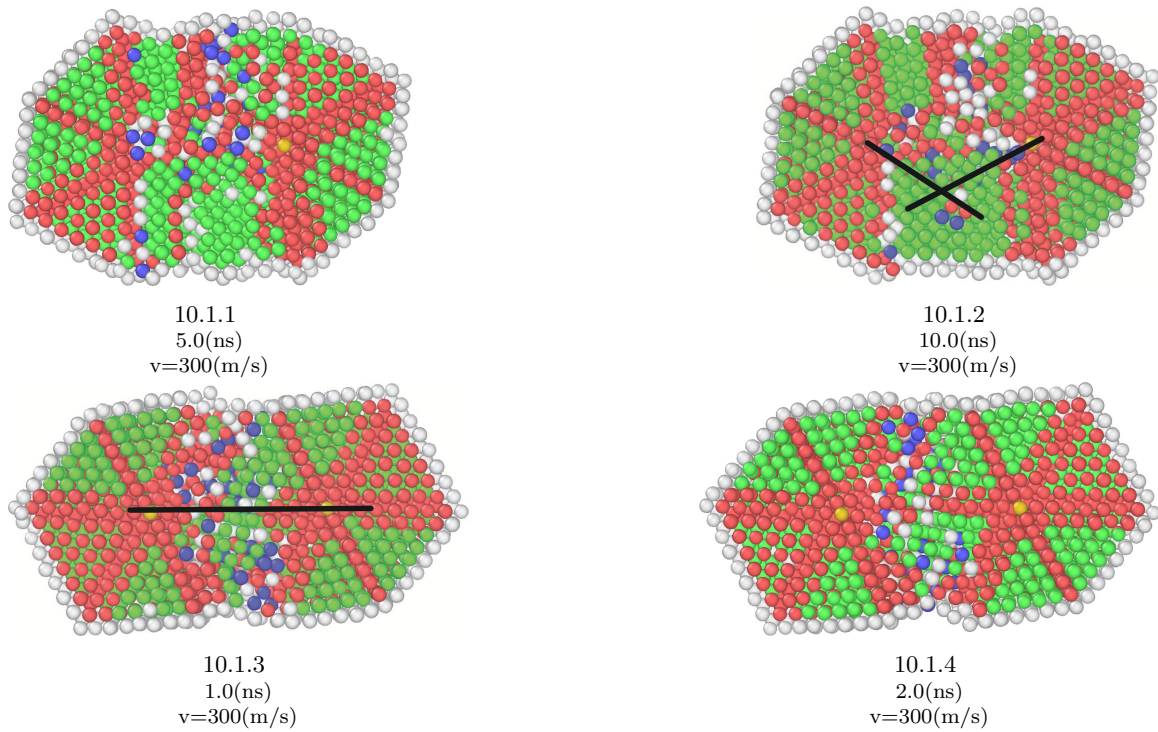 10.1.1
5.0(ns)
v=300(m/s)
10.1.2
10.0(ns)
v=300(m/s)
10.1.3
1.0(ns)
v=300(m/s)
10.1.4
2.0(ns)
v=300(m/s)